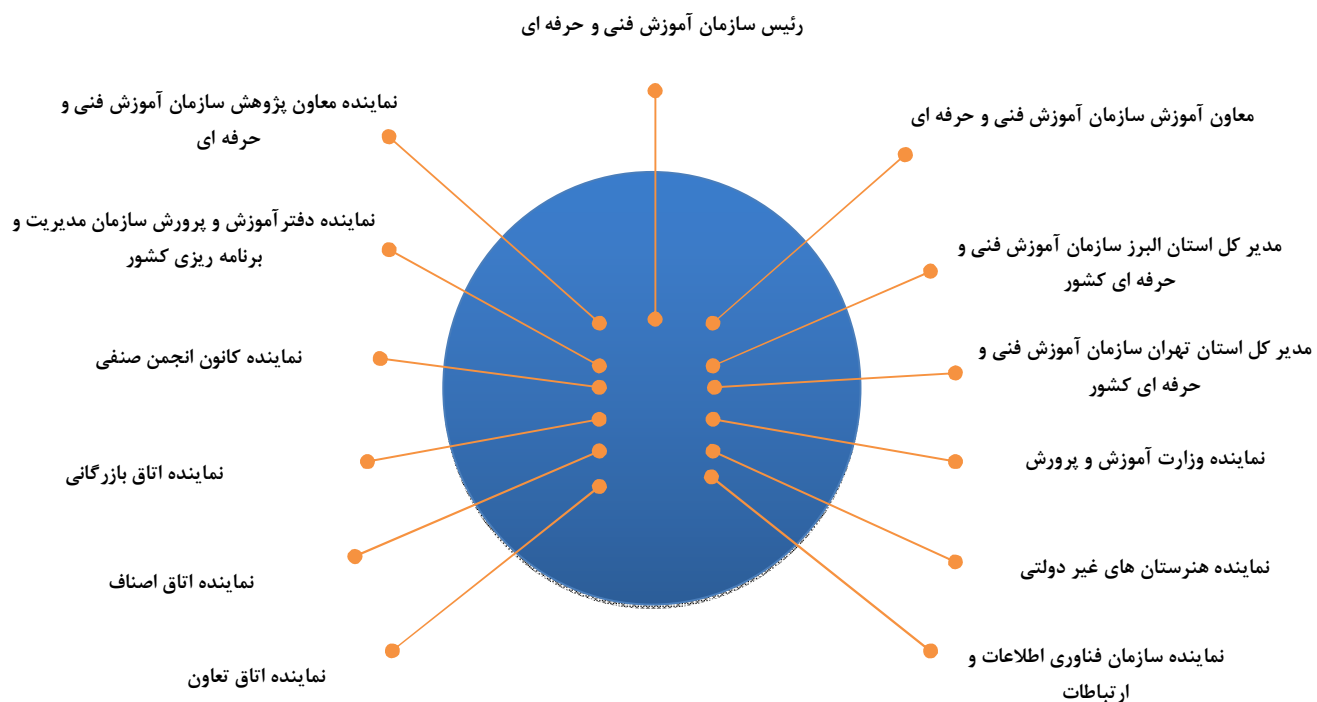 رئیس سازمان آموزش فنی و حرفه ای
معاون آموزش سازمان آموزش فنی و حرفه ای
مدیر کل استان البرز سازمان آموزش فنی و
حرفه ای کشور
مدیر کل استان تهران سازمان آموزش فنی و
حرفه ای کشور
نماینده وزارت آموزش و پرورش
نماینده هنرستان های غیر دولتی
نماینده سازمان فناوری اطلاعات و
ارتباطات
نماینده معاون پژوهش سازمان آموزش فنی و
حرفه ای
نماینده دفترآموزش و پرورش سازمان مدیریت و
برنامه ریزی کشور
نماینده کانون انجمن صنفی
نماینده اتاق بازرگانی
نماینده اتاق اصناف
نماینده اتاق تعاون